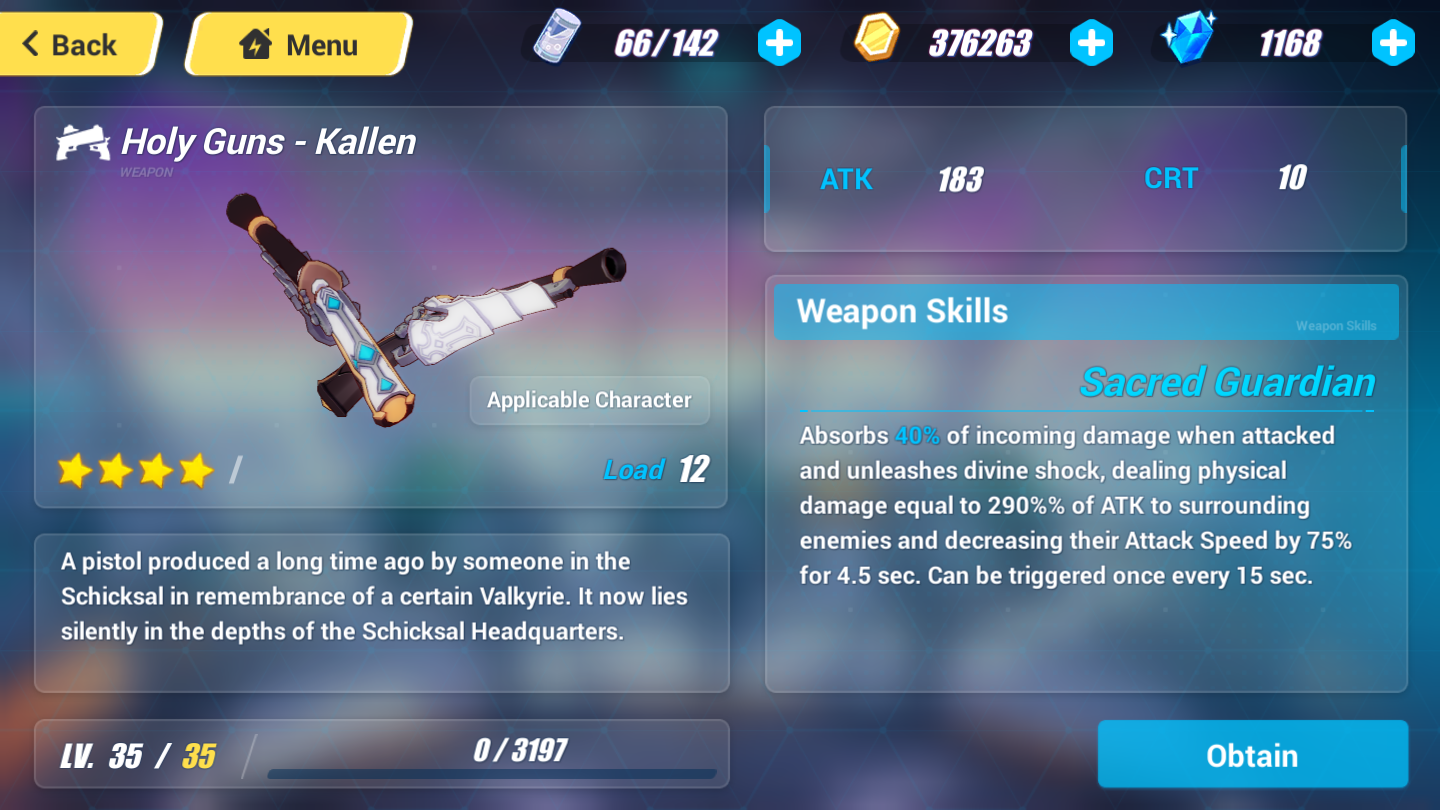 Back
Menu
66/142
376263
1168
Holy Guns - Kallen
WEAPON
Applicable Character
Load 12
A pistol produced a long time ago by someone in the
Schicksal in remembrance of a certain Valkyrie. It now lies
silently in the depths of the Schicksal Headquarters.
LV. 35 / 35
0/3197
ATK 183
CRT 10
Weapon Skills
Weapon Skills
Sacred Guardian
Absorbs 40% of incoming damage when attacked
and unleashes divine shock, dealing physical
damage equal to 290%% of ATK to surrounding
enemies and decreasing their Attack Speed by 75%
for 4.5 sec. Can be triggered once every 15 sec.
Obtain